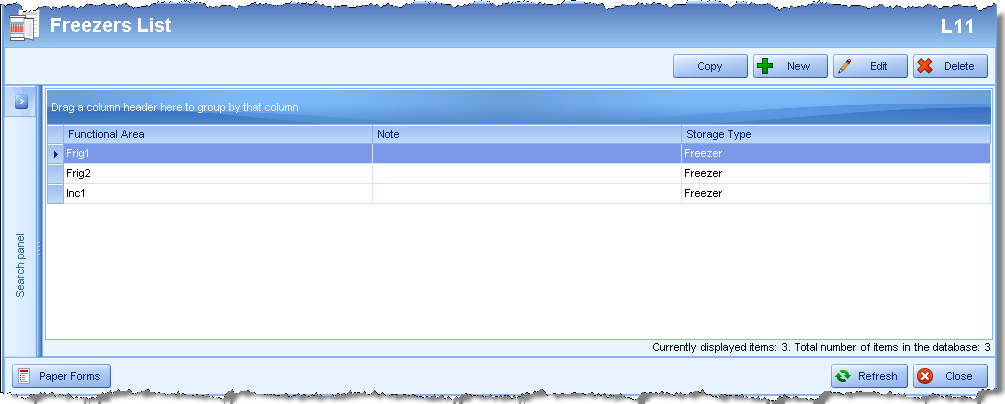 Freezers List
L11
Copy New Edit Delete
Drag a column header here to group by that column
Functional Area Note Storage Type
Frig1 Freezer
Frig2 Freezer
Inc1 Freezer
Search panel
Currently displayed items: 3. Total number of items in the database: 3
Paper Forms Refresh Close